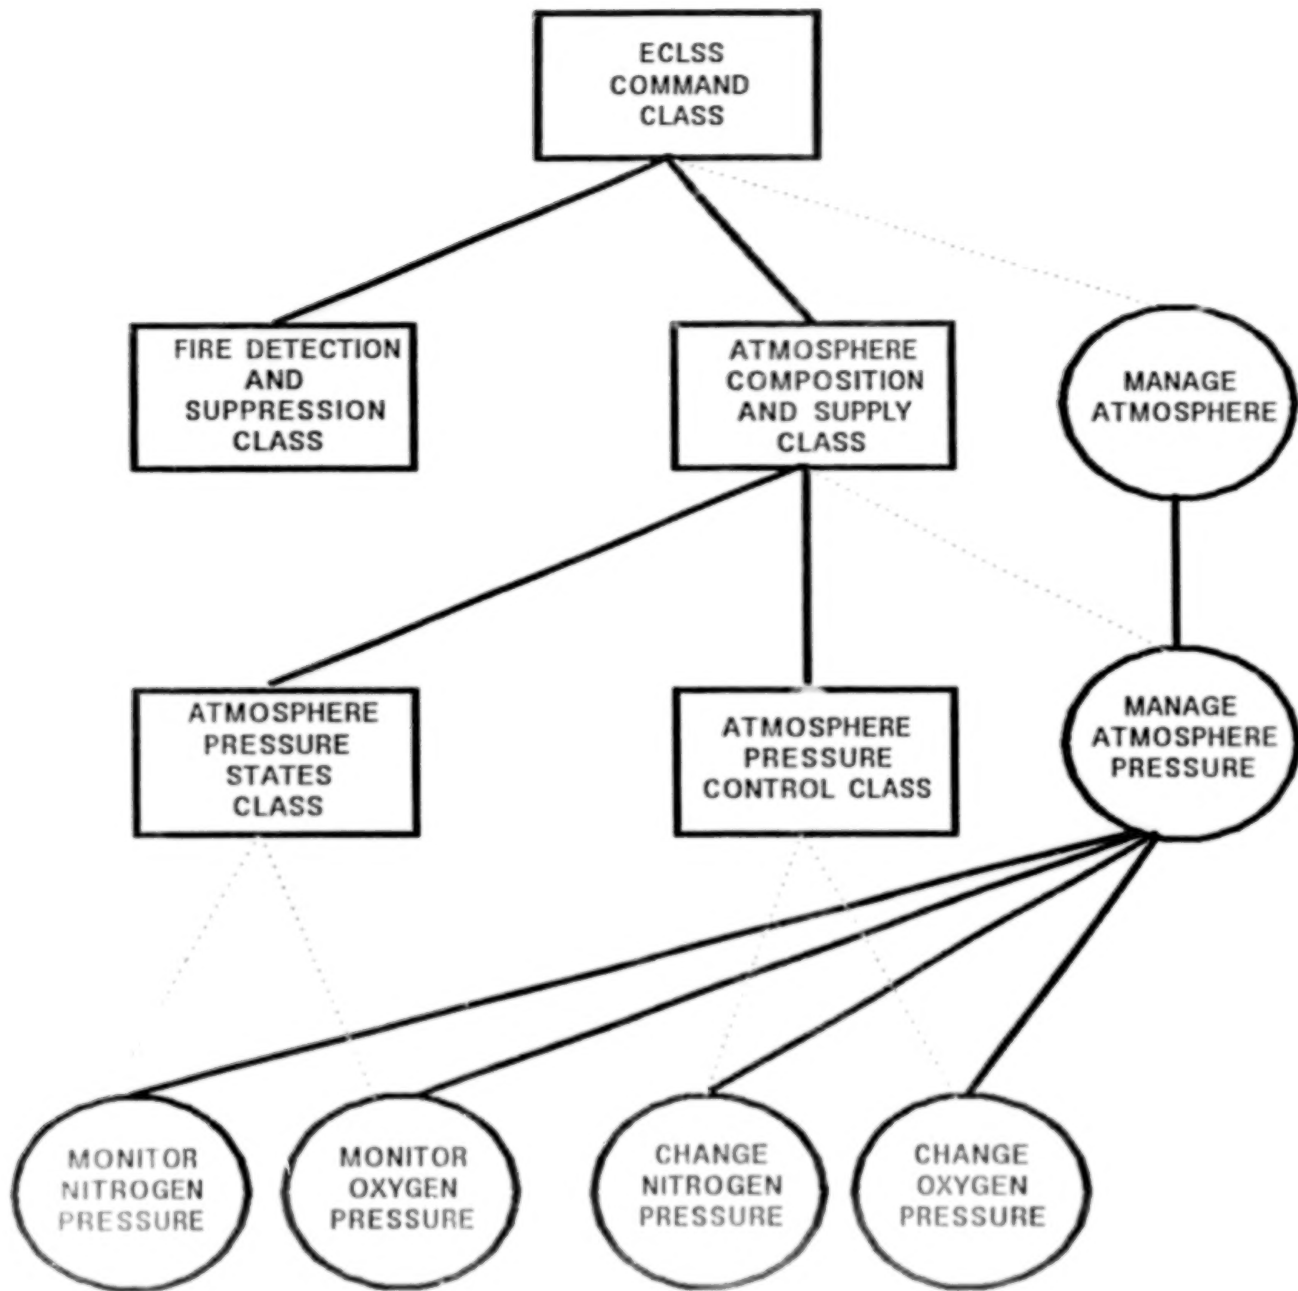 ECLSS
COMMAND
CLASS
FIRE DETECTION
AND
SUPPRESSION
CLASS
ATMOSPHERE
COMPOSITION
AND SUPPLY
CLASS
MANAGE
ATMOSPHERE
ATMOSPHERE
PRESSURE
STATES
CLASS
ATMOSPHERE
PRESSURE
CONTROL CLASS
MANAGE
ATMOSPHERE
PRESSURE
MONITOR
NITROGEN
PRESSURE
MONITOR
OXYGEN
PRESSURE
CHANGE
NITROGEN
PRESSURE
CHANGE
OXYGEN
PRESSURE